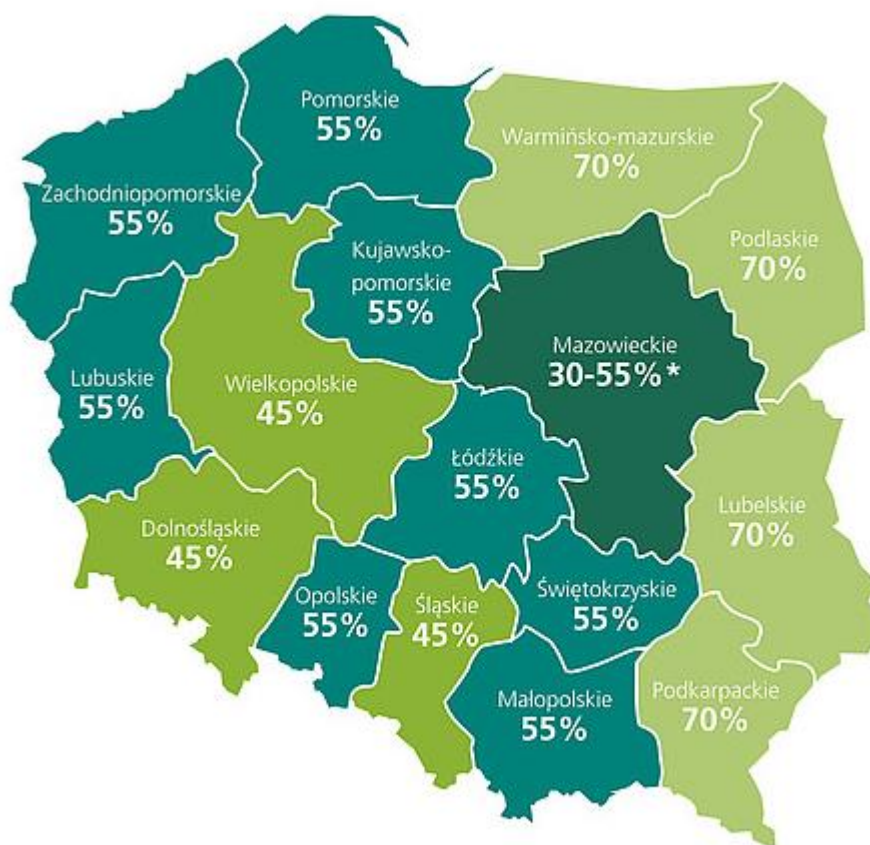 Pomorskie
55%
Warmińsko-mazurskie
70%
Zachodniopomorskie
55%
Podlaskie
70%
Kujawsko-
pomorskie
55%
Mazowieckie
30-55%*
Lubuskie
55%
Wielkopolskie
45%
Łódźkie
55%
Lubelskie
70%
Dolnośląskie
45%
Opolskie
55%
Śląskie
45%
Świętokrzyskie
55%
Małopolskie
55%
Podkarpackie
70%